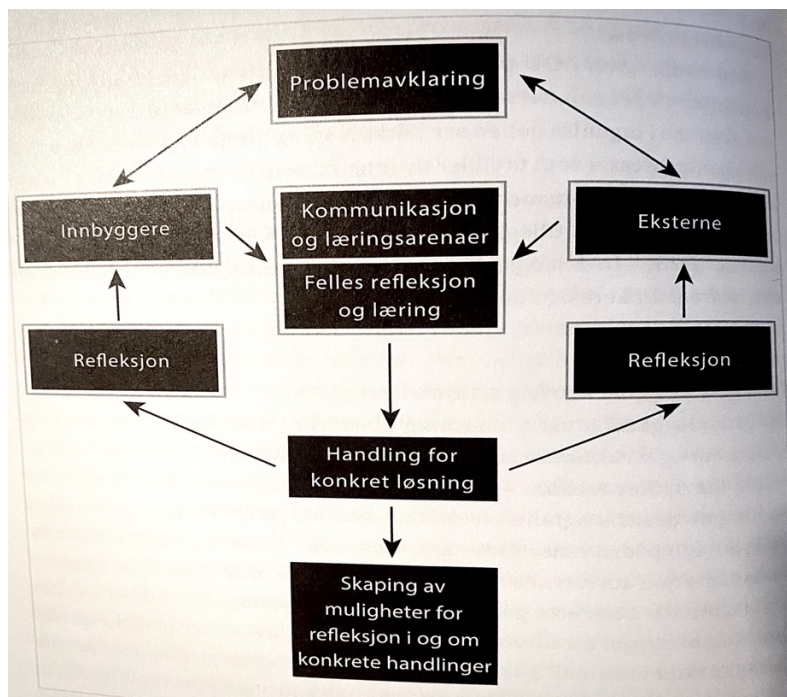 Problemavklaring
Innbyggere
Kommunikasjon
og læringsarenaer
Eksterne
Felles refleksjon
og læring
Refleksjon
Refleksjon
Handling for
konkret løsning
Skaping av
muligheter for
refleksjon i og om
konkrete handlinger